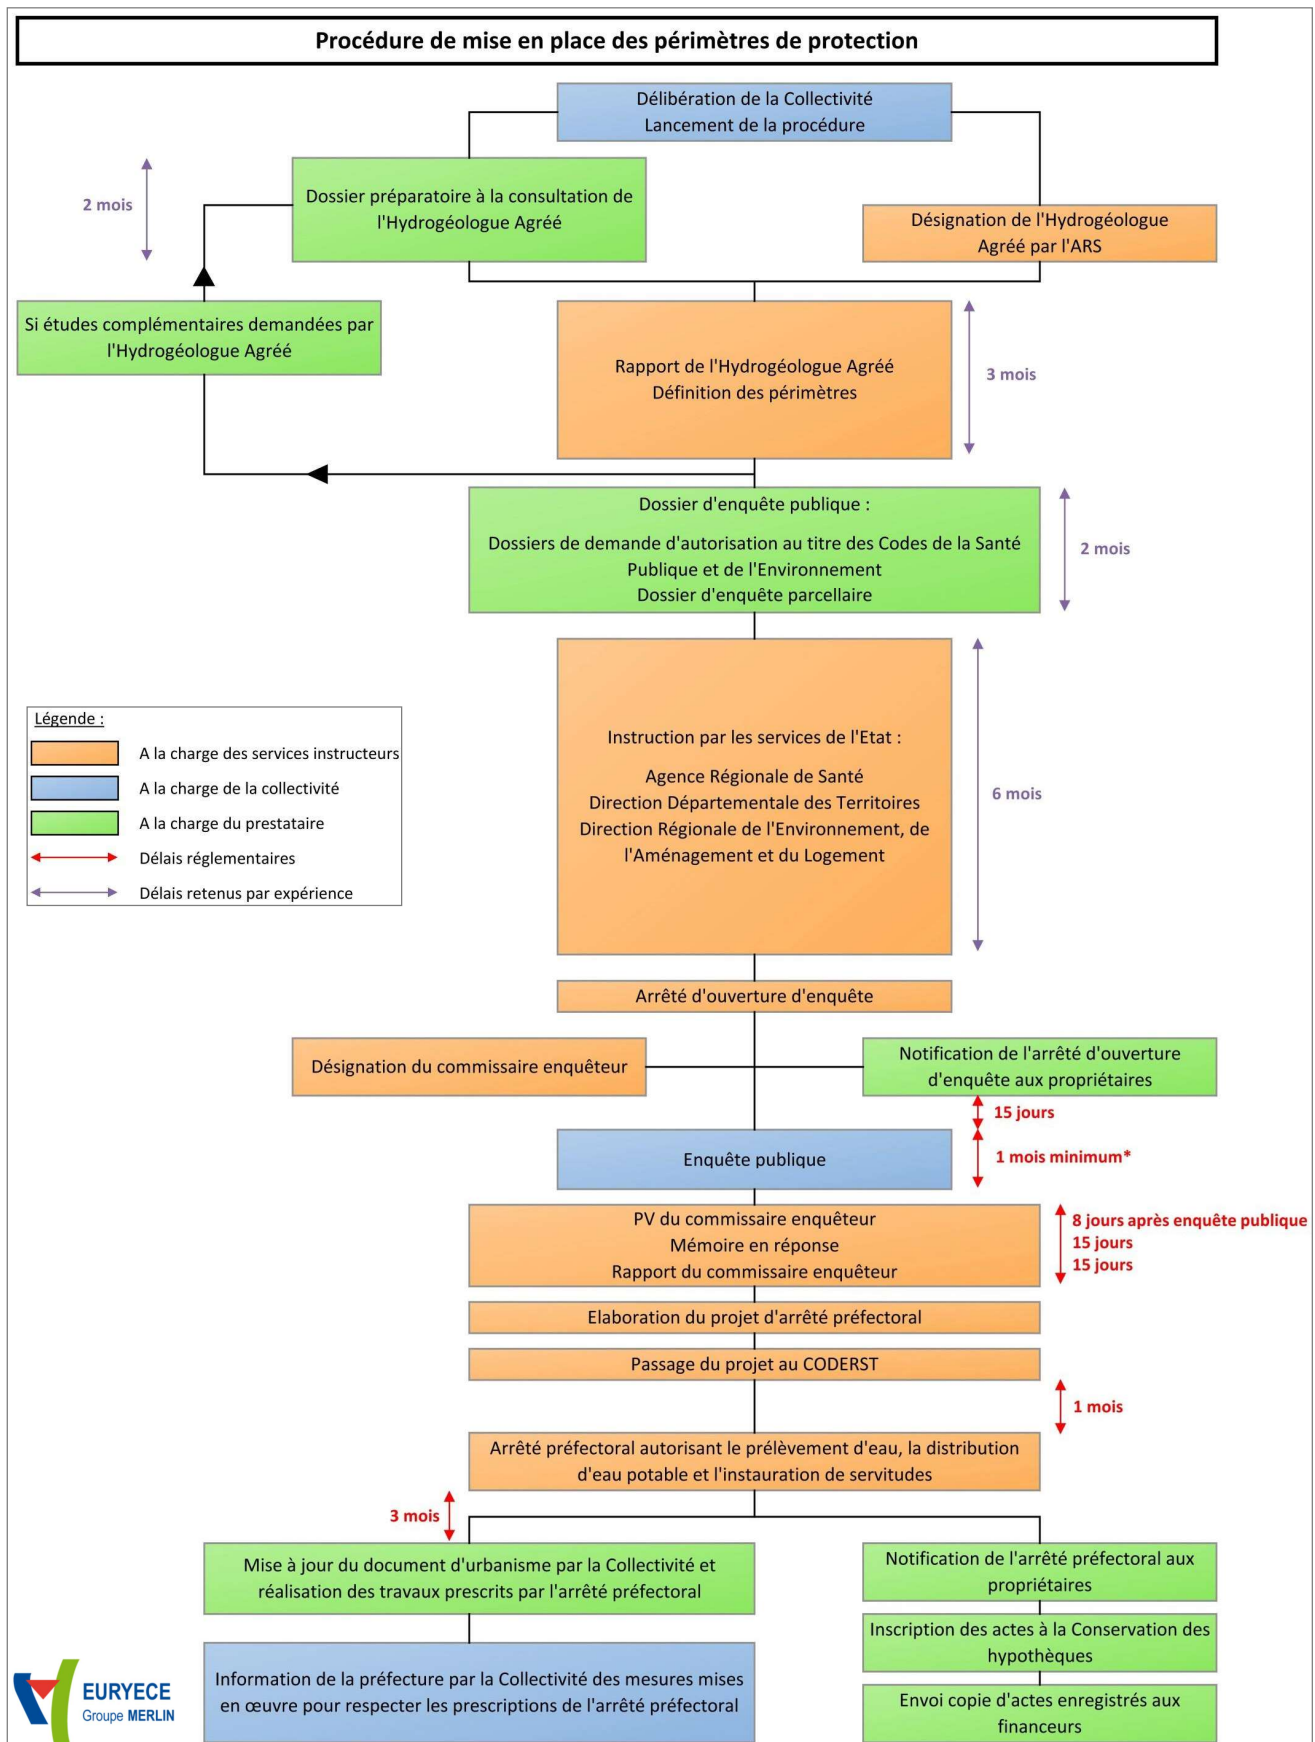 Procédure de mise en place des périmètres de protection
Délibération de la Collectivité
Lancement de la procédure
2 mois
Dossier préparatoire à la consultation de
l'Hydrogéologue Agréé
Désignation de l'Hydrogéologue
Agréé par l'ARS
Si études complémentaires demandées par
l'Hydrogéologue Agréé
Rapport de l'Hydrogéologue Agréé
Définition des périmètres
3 mois
Dossier d'enquête publique :
Dossiers de demande d'autorisation au titre des Codes de la Santé
Publique et de l'Environnement
Dossier d'enquête parcellaire
2 mois
Instruction par les services de l'Etat :
Agence Régionale de Santé
Direction Départementale des Territoires
Direction Régionale de l'Environnement, de
l'Aménagement et du Logement
6 mois
Légende :
A la charge des services instructeurs
A la charge de la collectivité
A la charge du prestataire
Délais réglementaires
Délais retenus par expérience
Arrêté d'ouverture d'enquête
Désignation du commissaire enquêteur
Notification de l'arrêté d'ouverture
d'enquête aux propriétaires
15 jours
Enquête publique
1 mois minimum*
PV du commissaire enquêteur
Mémoire en réponse
Rapport du commissaire enquêteur
8 jours après enquête publique
15 jours
15 jours
Elaboration du projet d'arrêté préfectoral
Passage du projet au CODERST
1 mois
Arrêté préfectoral autorisant le prélèvement d'eau, la distribution
d'eau potable et l'instauration de servitudes
3 mois
Mise à jour du document d'urbanisme par la Collectivité et
réalisation des travaux prescrits par l'arrêté préfectoral
Notification de l'arrêté préfectoral aux
propriétaires
Inscription des actes à la Conservation des
hypothèques
Information de la préfecture par la Collectivité des mesures mises
en œuvre pour respecter les prescriptions de l'arrêté préfectoral
Envoi copie d'actes enregistrés aux
financeurs
EURYECE
Groupe MERLIN